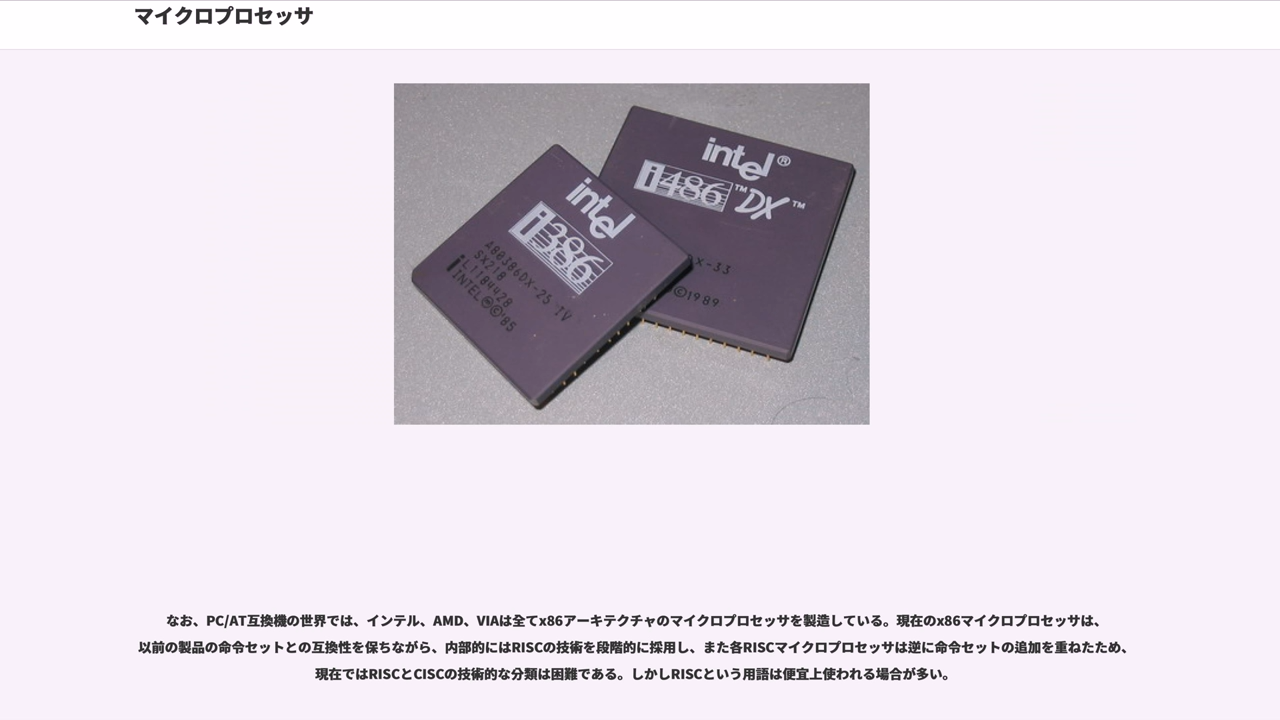 マイクロプロセッサ
intel®
i486™DX™
DX-33
©1989
intel
i386
A80386DX-25 IV
SX218
L1184428
INTEL Ⓜ©'85
なお、PC/AT互換機の世界では、インテル、AMD、VIAは全てx86アーキテクチャのマイクロプロセッサを製造している。現在のx86マイクロプロセッサは、
以前の製品の命令セットとの互換性を保ちながら、内部的にはRISCの技術を段階的に採用し、また各RISCマイクロプロセッサは逆に命令セットの追加を重ねたため、
現在ではRISCとCISCの技術的な分類は困難である。しかしRISCという用語は便宜上使われる場合が多い。